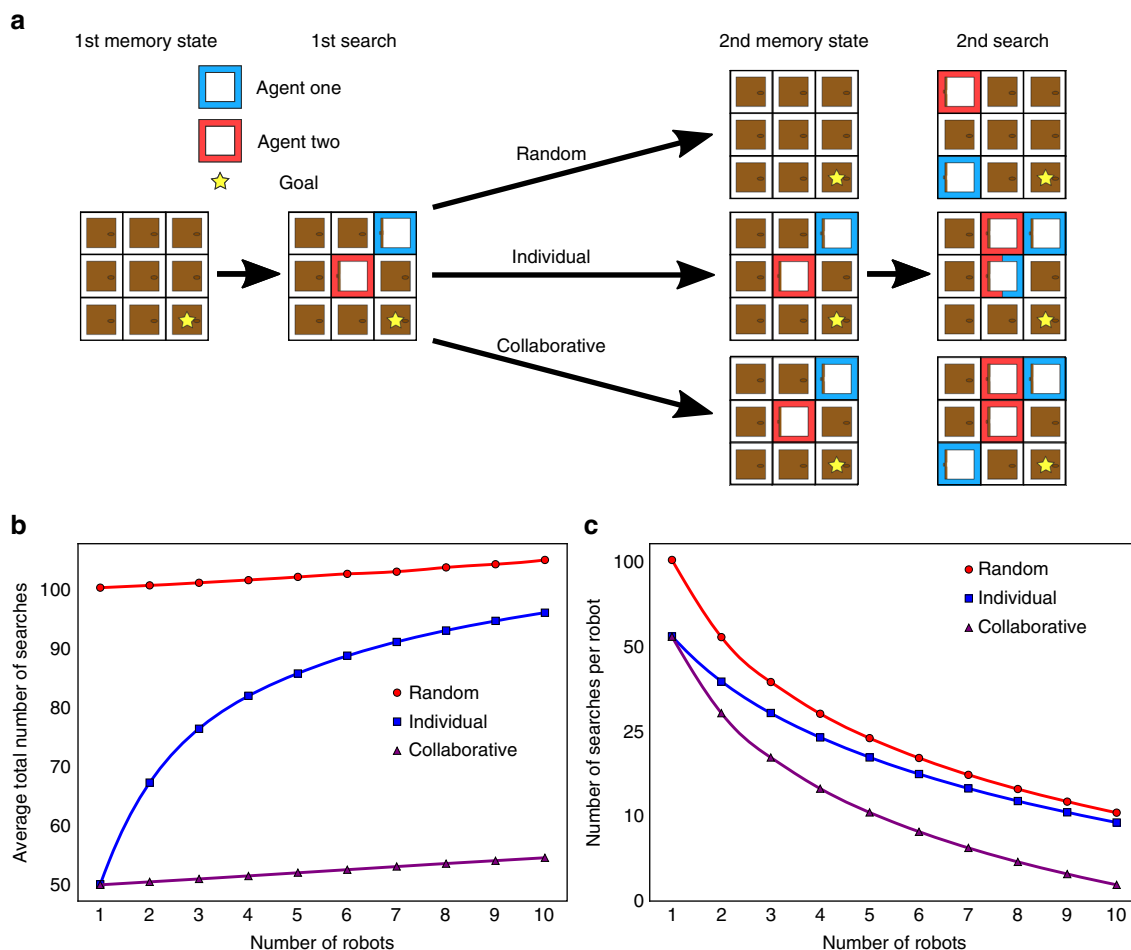 a
1st memory state
1st search
2nd memory state
2nd search
Agent one
Agent two
Goal
Random
Individual
Collaborative
b
Average total number of searches
100
90
80
70
60
50
Random
Individual
Collaborative
1 2 3 4 5 6 7 8 9 10
Number of robots
c
Number of searches per robot
100
50
25
10
0
Random
Individual
Collaborative
1 2 3 4 5 6 7 8 9 10
Number of robots